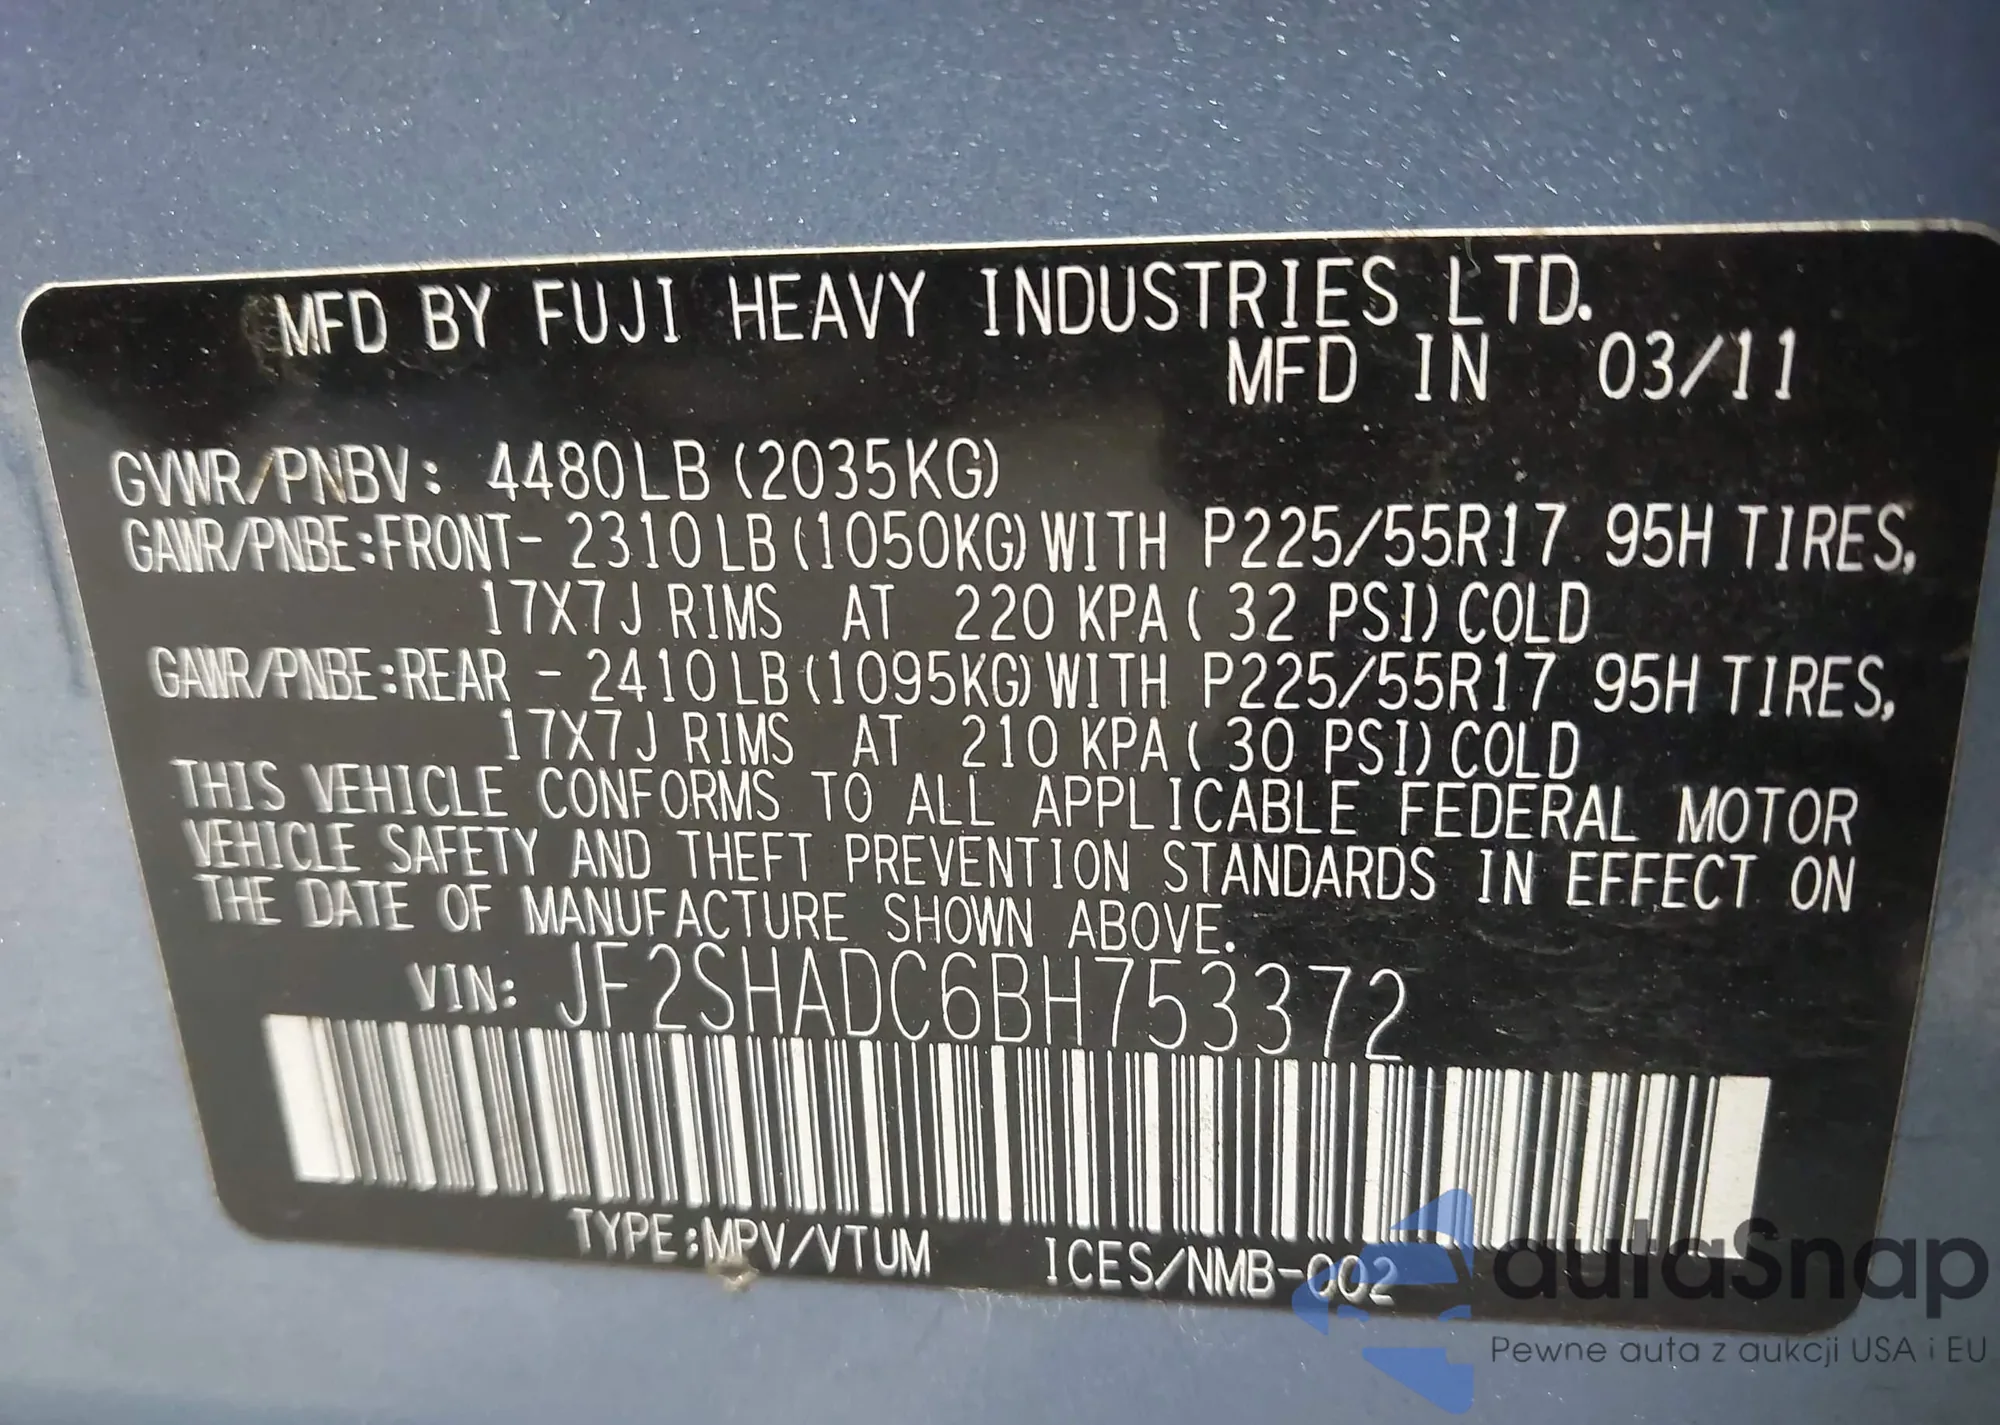 MFD BY FUJI HEAVY INDUSTRIES LTD.
MFD IN 03/11
GVWR/PNBV: 4480LB (2035KG)
GAWR/PNBE:FRONT- 2310LB (1050KG) WITH P225/55R17 95H TIRES,
17X7J RIMS AT 220 KPA ( 32 PSI) COLD
GAWR/PNBE:REAR - 2410LB (1095KG) WITH P225/55R17 95H TIRES,
17X7J RIMS AT 210 KPA ( 30 PSI) COLD
THIS VEHICLE CONFORMS TO ALL APPLICABLE FEDERAL MOTOR
VEHICLE SAFETY AND THEFT PREVENTION STANDARDS IN EFFECT ON
THE DATE OF MANUFACTURE SHOWN ABOVE.
VIN: JF2SHADC6BH753372
TYPE:MPV/VTUM ICES/NMB-002
autaSnap
Pewne auta z aukcji USA i EU